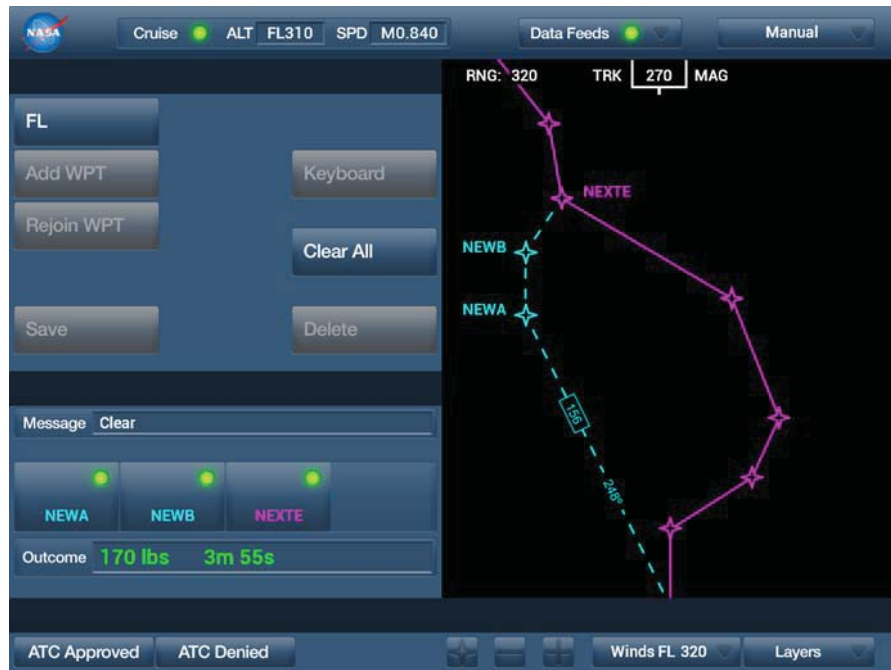 NASA Cruise ALT FL310 SPD M0.840 Data Feeds Manual
RNG: 320 TRK 270 MAG
FL
Add WPT Keyboard
Rejoin WPT
Clear All
Save Delete
NEXTE
NEWB
NEWA
156
248°
Message Clear
NEWA NEWB NEXTE
Outcome 170 lbs 3m 55s
ATC Approved ATC Denied Winds FL 320 Layers